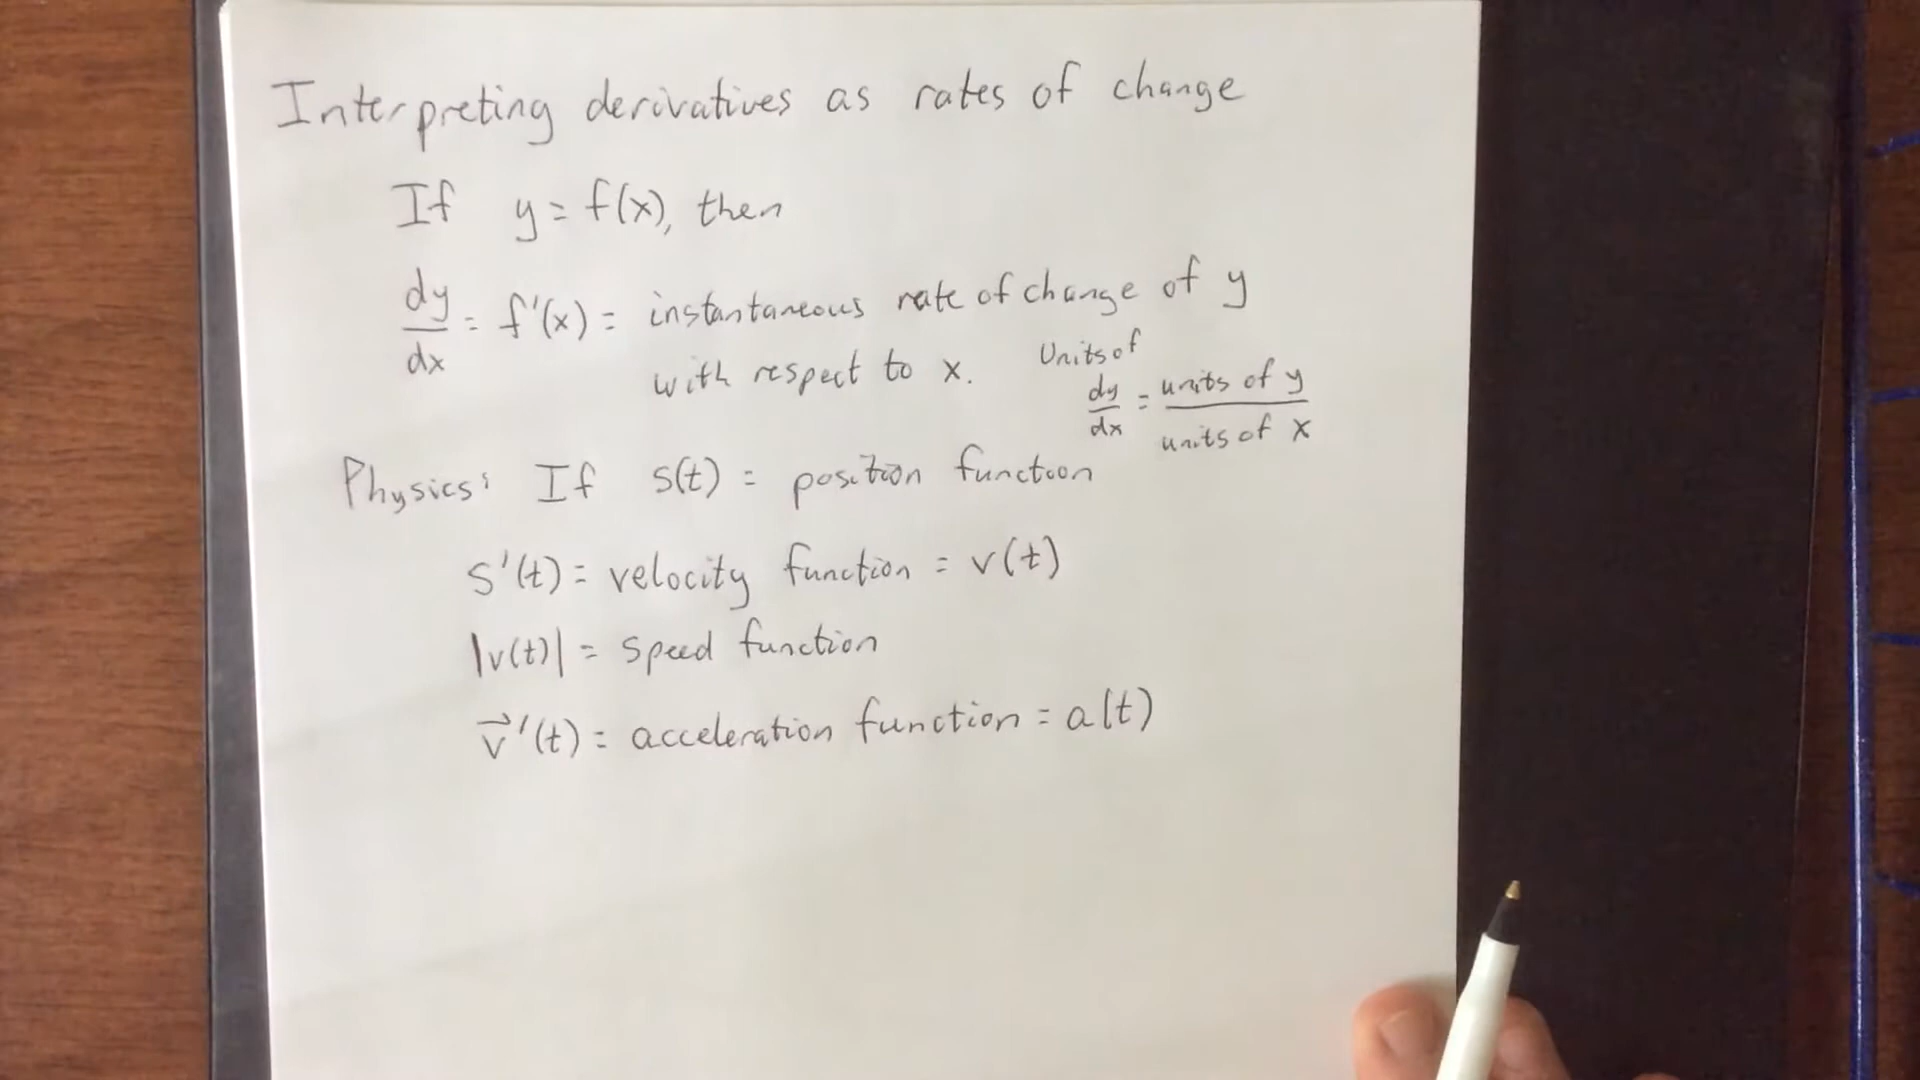 Interpreting derivatives as rates of change
If y = f(x), then
dy/dx = f'(x) = instantaneous rate of change of y
with respect to x.
Units of
dy/dx = units of y / units of x
Physics: If s(t) = position function
s'(t) = velocity function = v(t)
|v(t)| = speed function
v⃗'(t) = acceleration function = a(t)